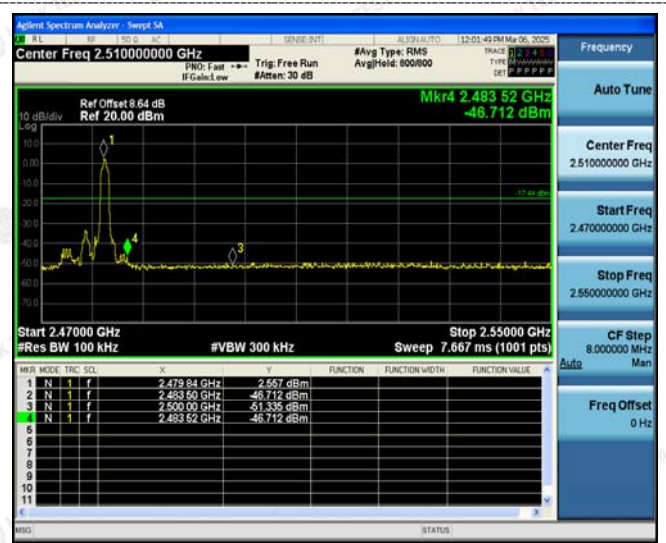 Agilent Spectrum Analyzer - Swept SA
RL RF 50 Ω AC SENSE:INT ALIGNAUTO 12:01:49 PM Mar 06, 2025
Center Freq 2.510000000 GHz
PNO: Fast
IFGain:Low
Trig: Free Run
#Atten: 30 dB
#Avg Type: RMS
Avg|Hold: 800/800
TRACE 1 2 3 4 5 6
TYPE
DET P P P P P P
Frequency
Auto Tune
Center Freq
2.510000000 GHz
Start Freq
2.470000000 GHz
Stop Freq
2.550000000 GHz
CF Step
8.000000 MHz
Auto Man
Freq Offset
0 Hz
Mkr4 2.483 52 GHz
-46.712 dBm
Ref Offset 8.64 dB
Ref 20.00 dBm
10 dB/div
Log
10.0
0.00
-10.0
-20.0
-30.0
-40.0
-50.0
-60.0
-70.0
1
4
3
-17.44 dBm
Start 2.47000 GHz Stop 2.55000 GHz
#Res BW 100 kHz #VBW 300 kHz Sweep 7.667 ms (1001 pts)
MKR MODE TRC SCL X Y FUNCTION FUNCTION WIDTH FUNCTION VALUE
1 N 1 f 2.479 84 GHz 2.557 dBm
2 N 1 f 2.483 50 GHz -46.712 dBm
3 N 1 f 2.500 00 GHz -51.335 dBm
4 N 1 f 2.483 52 GHz -46.712 dBm
5
6
7
8
9
10
11
MSG STATUS